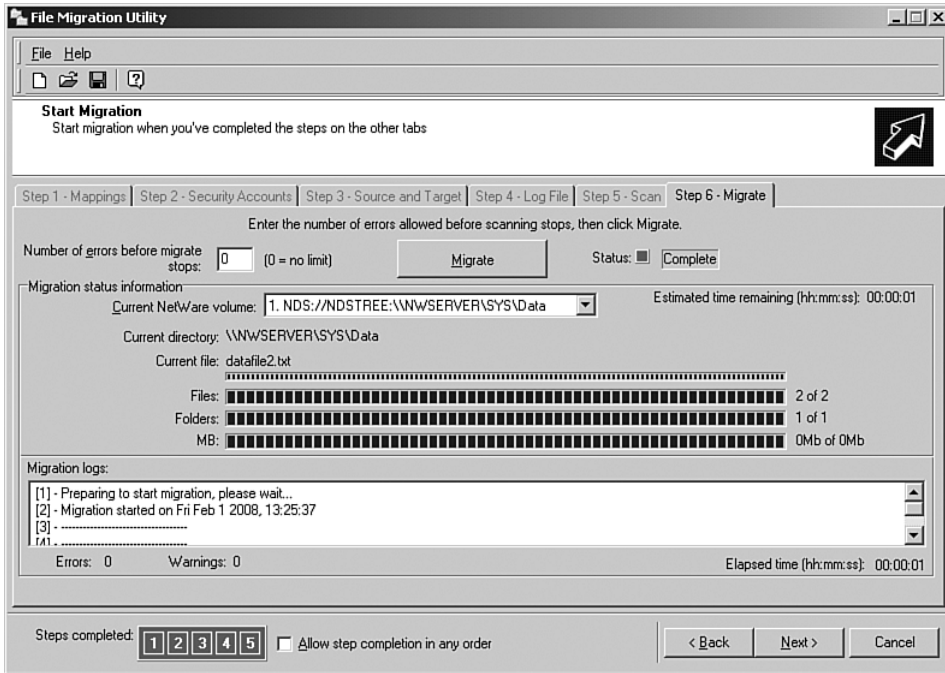 File Migration Utility
File Help
Start Migration
Start migration when you've completed the steps on the other tabs
Step 1 - Mappings Step 2 - Security Accounts Step 3 - Source and Target Step 4 - Log File Step 5 - Scan Step 6 - Migrate
Enter the number of errors allowed before scanning stops, then click Migrate.
Number of errors before migrate stops: 0 (0 = no limit) Migrate Status: Complete
Migration status information
Current NetWare volume: 1. NDS://NDSTREE:\\NWSERVER\SYS\Data Estimated time remaining (hh:mm:ss): 00:00:01
Current directory: \\NWSERVER\SYS\Data
Current file: datafile2.txt
Files: 2 of 2
Folders: 1 of 1
MB: 0Mb of 0Mb
Migration logs:
[1] - Preparing to start migration, please wait...
[2] - Migration started on Fri Feb 1 2008, 13:25:37
[3] - -----------------------------------
[4] - -----------------------------------
Errors: 0 Warnings: 0 Elapsed time (hh:mm:ss): 00:00:01
Steps completed: 1 2 3 4 5 Allow step completion in any order < Back Next > Cancel